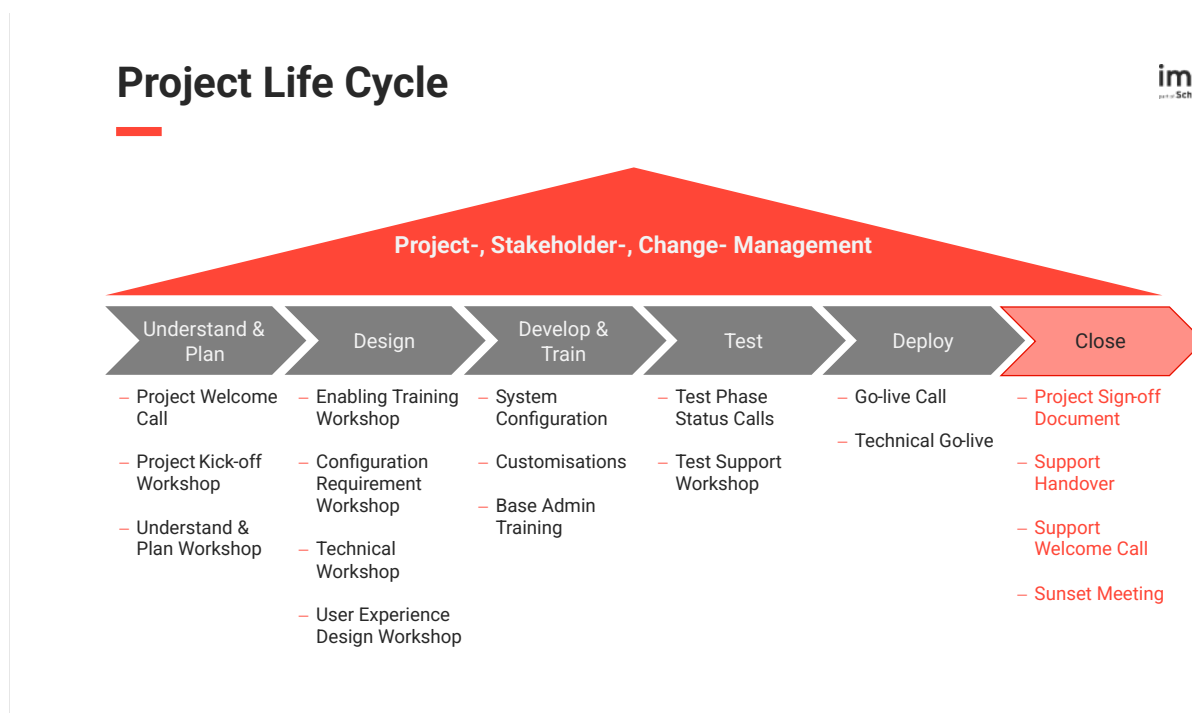 Project Life Cycle
im
part of Sch
Project-, Stakeholder-, Change- Management
Understand &
Plan
Design
Develop &
Train
Test
Deploy
Close
– Project Welcome
Call
– Project Kick-off
Workshop
– Understand &
Plan Workshop
– Enabling Training
Workshop
– Configuration
Requirement
Workshop
– Technical
Workshop
– User Experience
Design Workshop
– System
Configuration
– Customisations
– Base Admin
Training
– Test Phase
Status Calls
– Test Support
Workshop
– Go-live Call
– Technical Go-live
– Project Sign-off
Document
– Support
Handover
– Support
Welcome Call
– Sunset Meeting